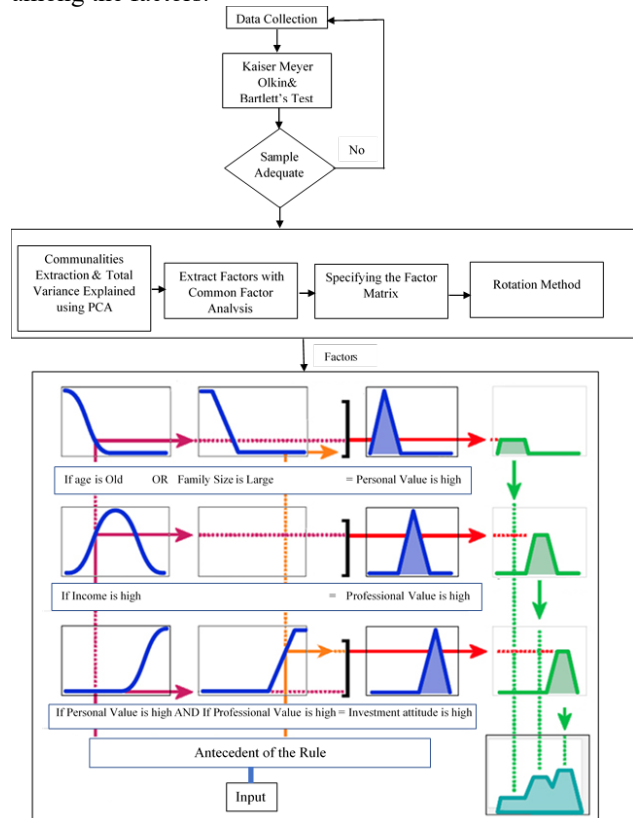 among the factors.
Data Collection
Kaiser Meyer
Olkin&
Bartlett's Test
Sample
Adequate
No
Communalities
Extraction & Total
Variance Explained
using PCA
Extract Factors with
Common Factor
Analysis
Specifying the Factor
Matrix
Rotation Method
Factors
If age is Old OR Family Size is Large = Personal Value is high
If Income is high = Professional Value is high
If Personal Value is high AND If Professional Value is high = Investment attitude is high
Antecedent of the Rule
Input